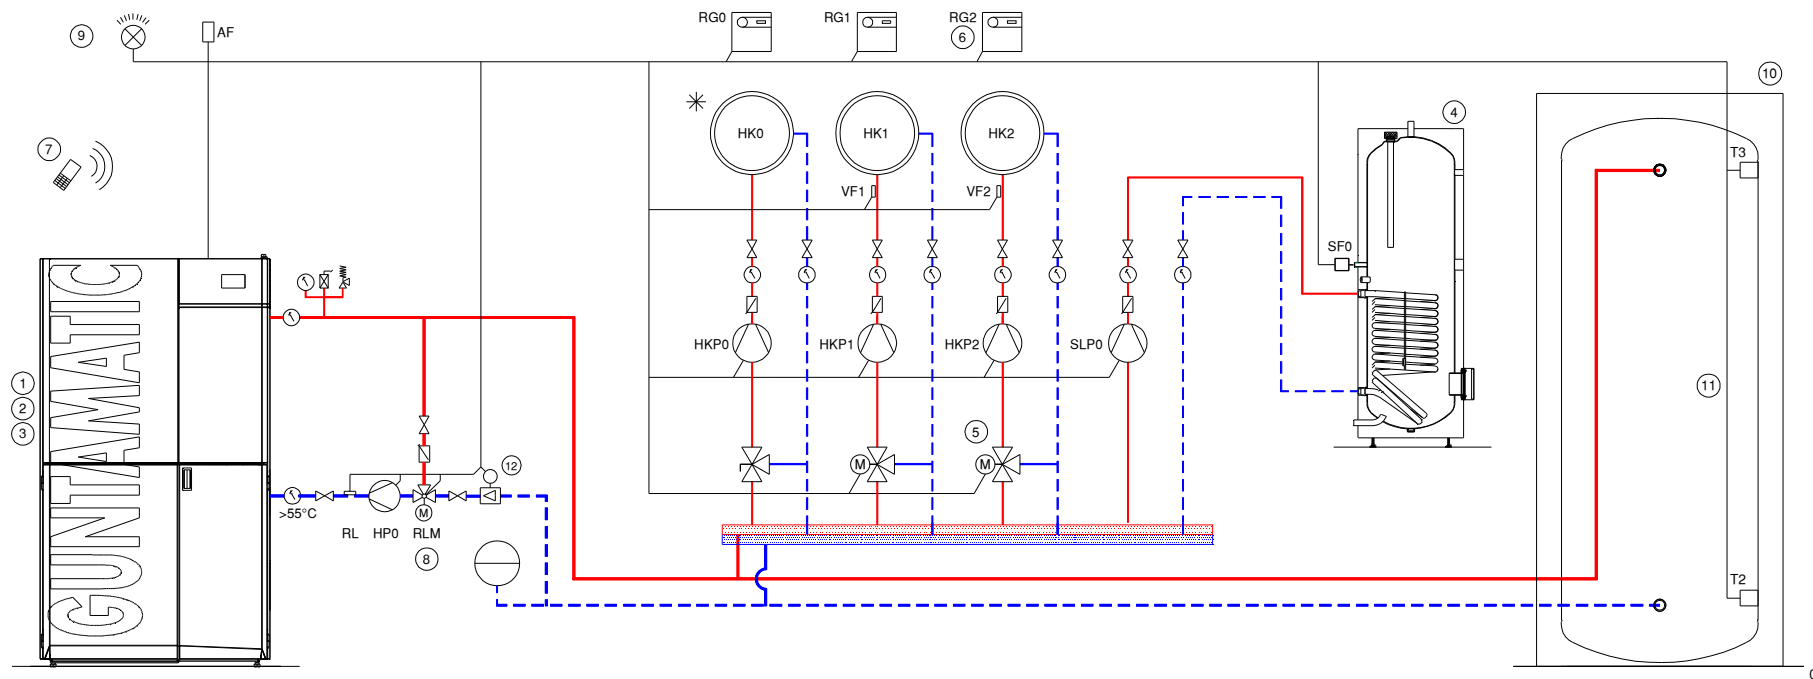 RG0
RG1
RG2
9
AF
6
10
4
7
HK0
HK1
HK2
T3
VF1
VF2
SF0
GUNTAMATIC
HKP0
HKP1
HKP2
SLP0
1
2
3
11
5
M
M
12
>55°C
M
RL
HP0
RLM
8
T2